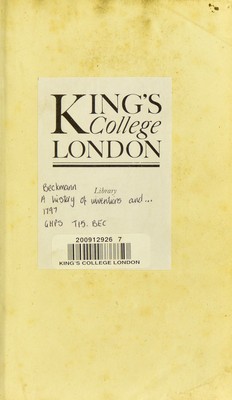 KING'S
College
LONDON
Library
Beckmann
A history of inventions and...
1797
GHPS T15. BEC
200912926 7
KING'S COLLEGE LONDON